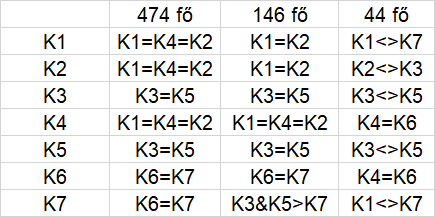 474 fő 146 fő 44 fő
K1 K1=K4=K2 K1=K2 K1<>K7
K2 K1=K4=K2 K1=K2 K2<>K3
K3 K3=K5 K3=K5 K3<>K5
K4 K1=K4=K2 K1=K4=K2 K4=K6
K5 K3=K5 K3=K5 K3<>K5
K6 K6=K7 K6=K7 K4=K6
K7 K6=K7 K3&K5>K7 K1<>K7